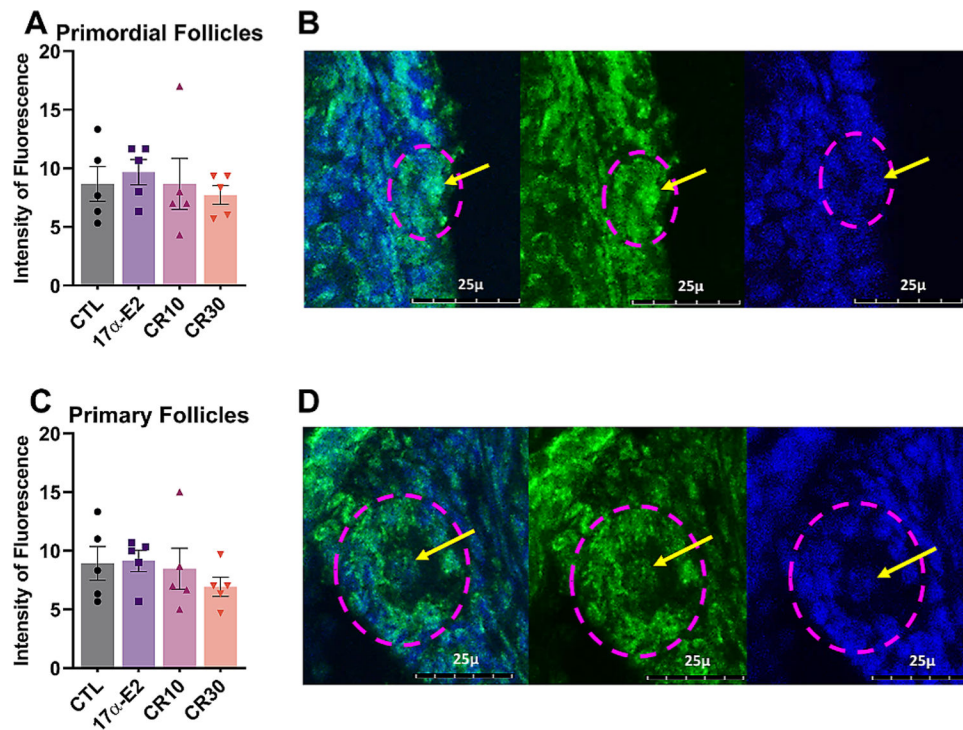 A
Primordial Follicles
Intensity of Fluorescence
20
15
10
5
0
CTL
17α-E2
CR10
CR30
B
25μ
25μ
25μ
C
Primary Follicles
Intensity of Fluorescence
20
15
10
5
0
CTL
17α-E2
CR10
CR30
D
25μ
25μ
25μ